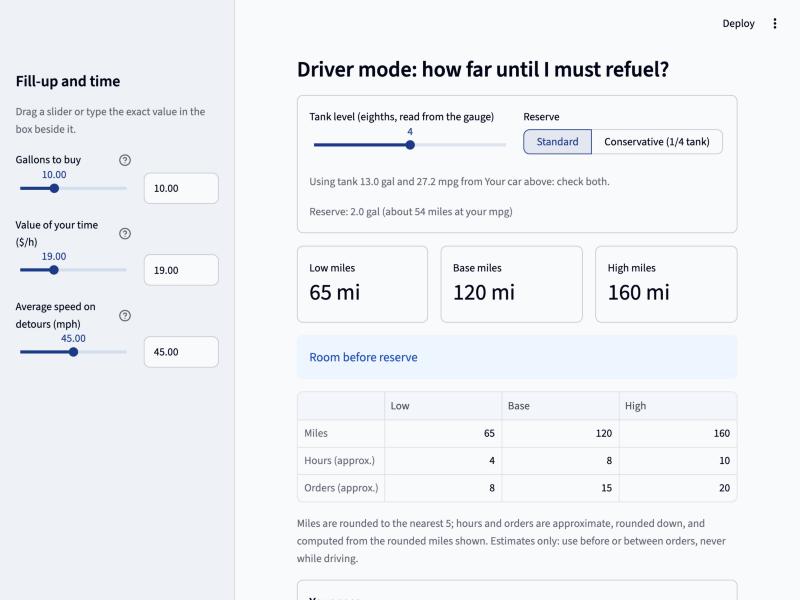 Deploy
Fill-up and time
Drag a slider or type the exact value in the
box beside it.
Gallons to buy
10.00
10.00
Value of your time
($/h)
19.00
19.00
Average speed on
detours (mph)
45.00
45.00
Driver mode: how far until I must refuel?
Tank level (eighths, read from the gauge)
4
Reserve
Standard
Conservative (1/4 tank)
Using tank 13.0 gal and 27.2 mpg from Your car above: check both.
Reserve: 2.0 gal (about 54 miles at your mpg)
Low miles
65 mi
Base miles
120 mi
High miles
160 mi
Room before reserve
Low Base High
Miles 65 120 160
Hours (approx.) 4 8 10
Orders (approx.) 8 15 20
Miles are rounded to the nearest 5; hours and orders are approximate, rounded down, and
computed from the rounded miles shown. Estimates only: use before or between orders, never
while driving.